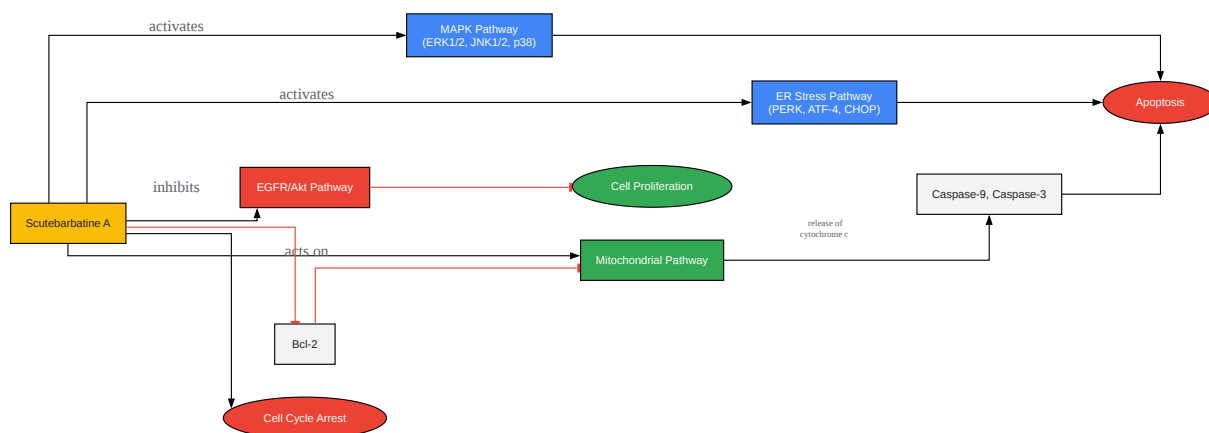 activates
MAPK Pathway
(ERK1/2, JNK1/2, p38)
activates
ER Stress Pathway
(PERK, ATF-4, CHOP)
Apoptosis
inhibits
EGFR/Akt Pathway
Cell Proliferation
Caspase-9, Caspase-3
Scutebarbatine A
release of
cytochrome c
acts on
Mitochondrial Pathway
Bcl-2
Cell Cycle Arrest